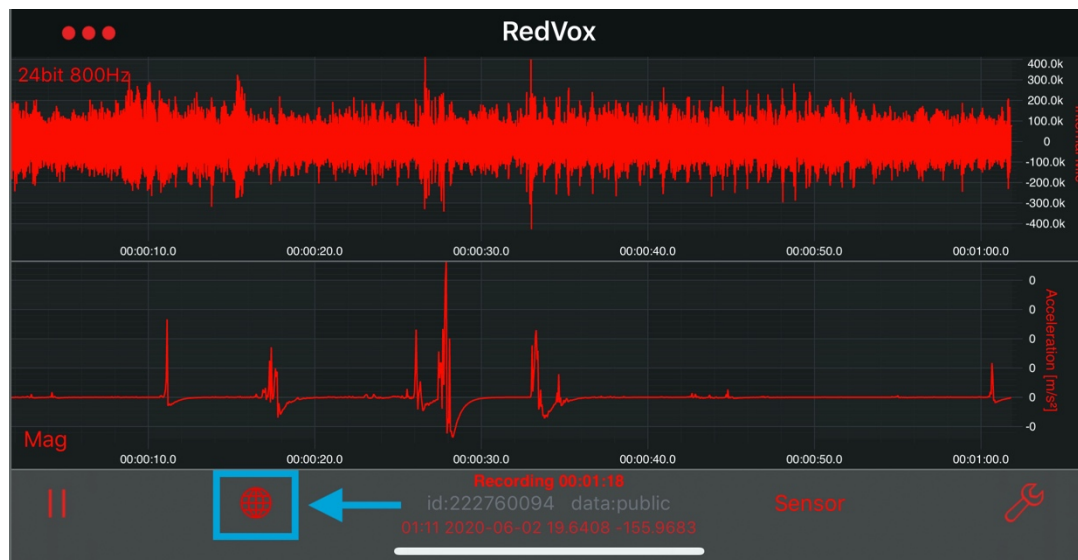 RedVox
24bit 800Hz
400.0k
300.0k
200.0k
100.0k
0
-100.0k
-200.0k
-300.0k
-400.0k
00:00:10.0 00:00:20.0 00:00:30.0 00:00:40.0 00:00:50.0 00:01:00.0
0
0
0
0
0
-0
Acceleration [m/s²]
Mag
00:00:10.0 00:00:20.0 00:00:30.0 00:00:40.0 00:00:50.0 00:01:00.0
Recording 00:01:18
id:222760094 data:public
Sensor
01:11 2020-06-02 19.6408 -155.9683